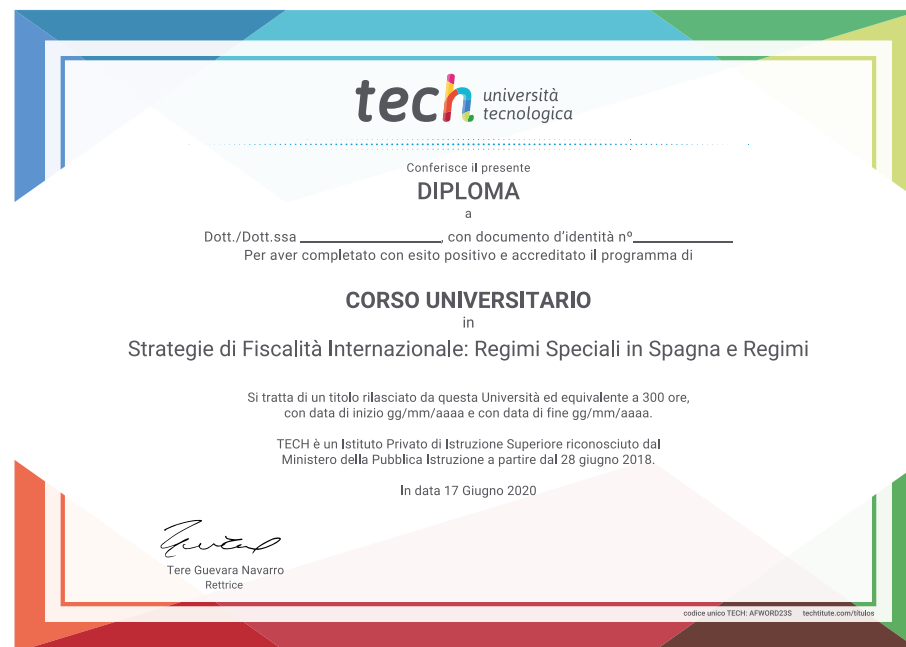 tech università
tecnologica
Conferisce il presente
DIPLOMA
a
Dott./Dott.ssa ____________________, con documento d'identità nº______________
Per aver completato con esito positivo e accreditato il programma di
CORSO UNIVERSITARIO
in
Strategie di Fiscalità Internazionale: Regimi Speciali in Spagna e Regimi
Si tratta di un titolo rilasciato da questa Università ed equivalente a 300 ore,
con data di inizio gg/mm/aaaa e con data di fine gg/mm/aaaa.
TECH è un Istituto Privato di Istruzione Superiore riconosciuto dal
Ministero della Pubblica Istruzione a partire dal 28 giugno 2018.
In data 17 Giugno 2020
Tere Guevara Navarro
Rettrice
codice unico TECH: AFWORD23S techtitute.com/titulos